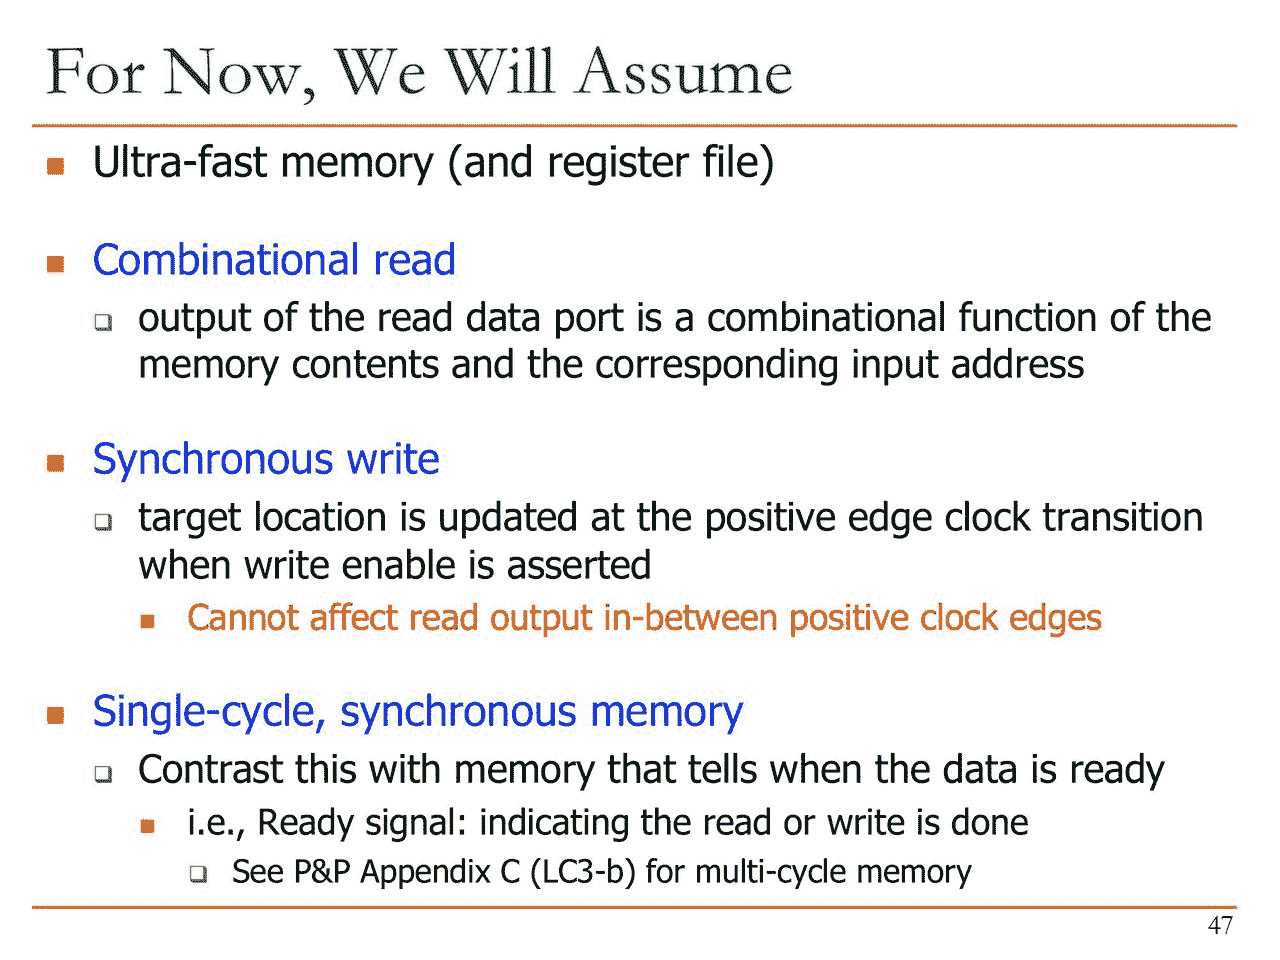 For Now, We Will Assume
Ultra-fast memory (and register file)
Combinational read
output of the read data port is a combinational function of the
memory contents and the corresponding input address
Synchronous write
target location is updated at the positive edge clock transition
when write enable is asserted
Cannot affect read output in-between positive clock edges
Single-cycle, synchronous memory
Contrast this with memory that tells when the data is ready
i.e., Ready signal: indicating the read or write is done
See P&P Appendix C (LC3-b) for multi-cycle memory
47